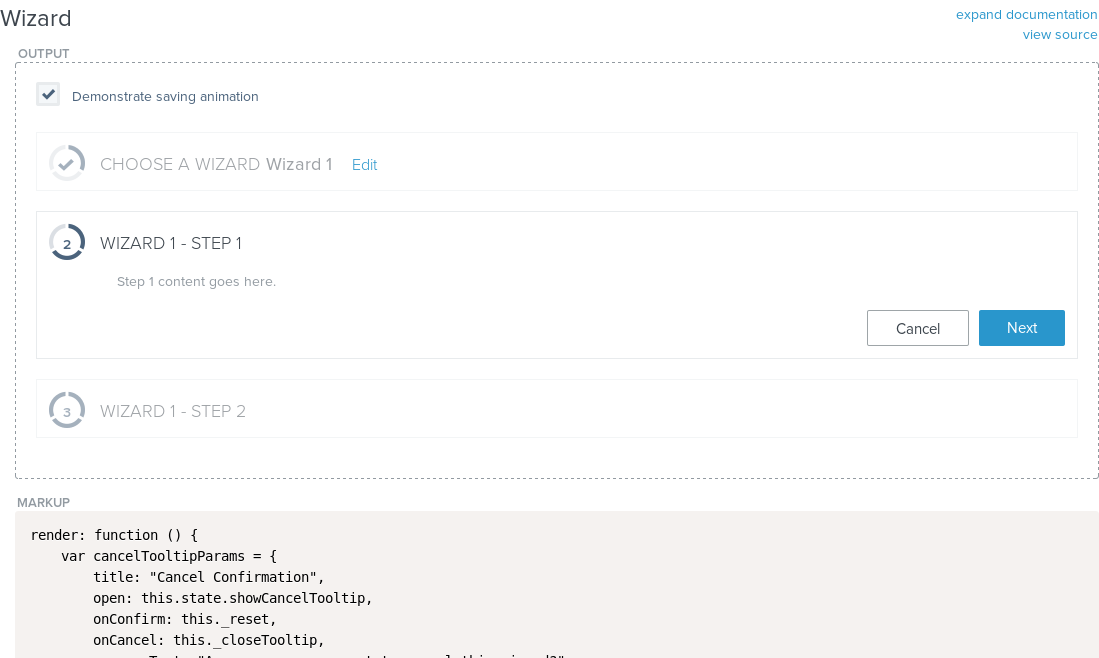 Wizard
expand documentation
view source
OUTPUT
Demonstrate saving animation
CHOOSE A WIZARD Wizard 1 Edit
2 WIZARD 1 - STEP 1
Step 1 content goes here.
Cancel Next
3 WIZARD 1 - STEP 2
MARKUP
render: function () {
var cancelTooltipParams = {
title: "Cancel Confirmation",
open: this.state.showCancelTooltip,
onConfirm: this._reset,
onCancel: this._closeTooltip,